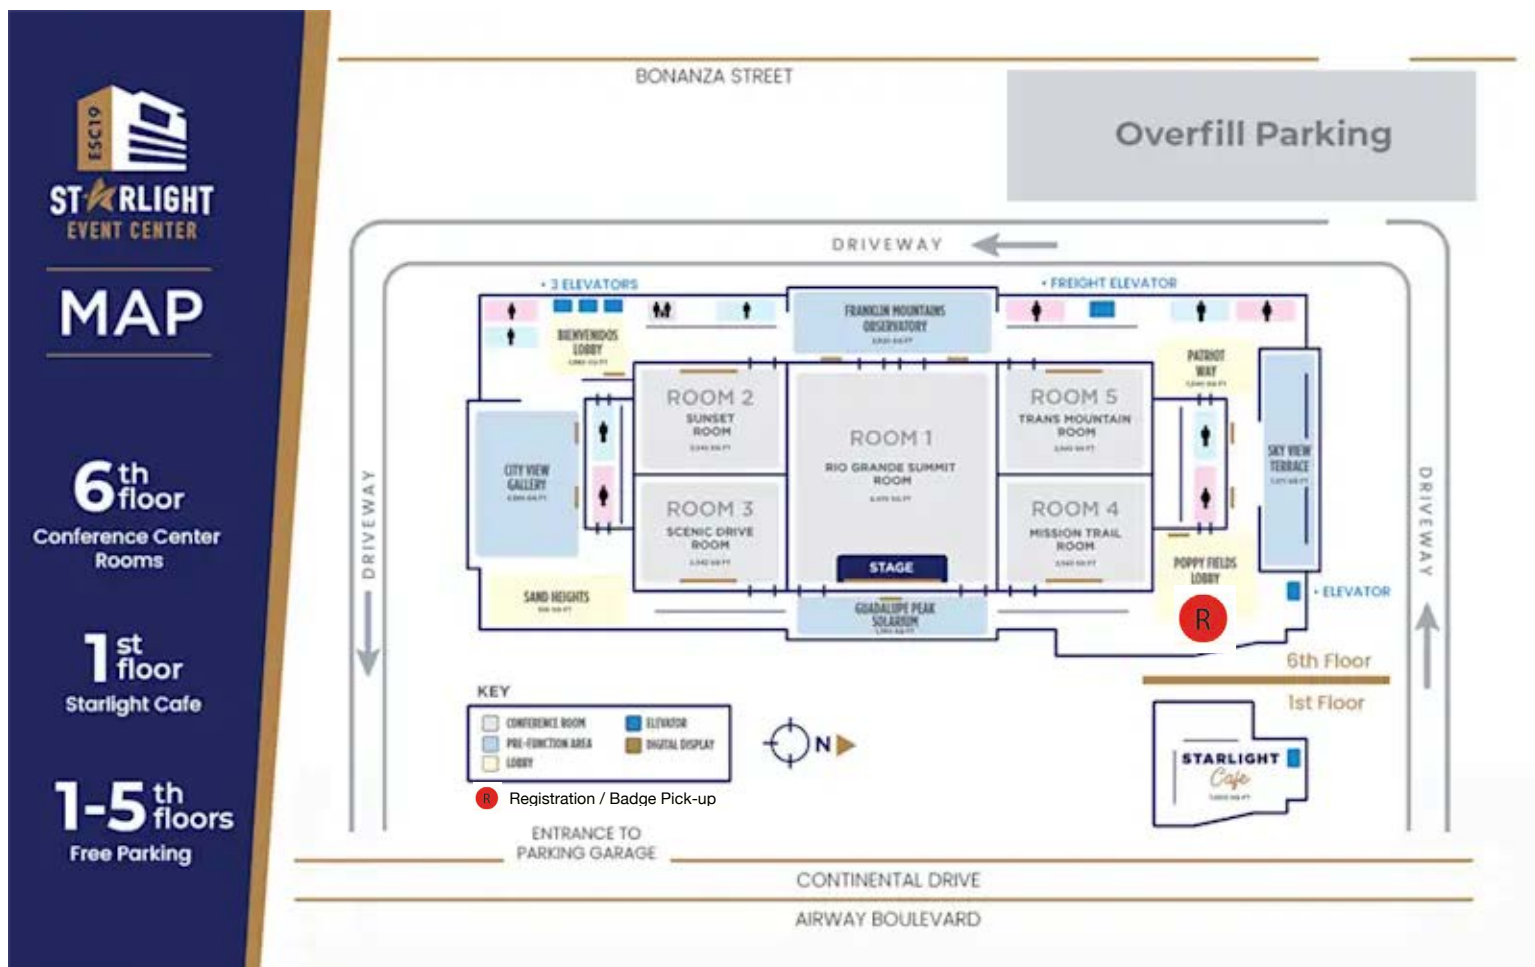 ESC19
STARLIGHT
EVENT CENTER
MAP
6th
floor
Conference Center
Rooms
1st
floor
Starlight Cafe
1-5th
floors
Free Parking
BONANZA STREET
Overfill Parking
DRIVEWAY
• 3 ELEVATORS
• FREIGHT ELEVATOR
FRANKLIN MOUNTAINS
OBSERVATORY
BIENVENIDOS
LOBBY
PATRIOT
WAY
ROOM 2
SUNSET
ROOM
ROOM 1
RIO GRANDE SUMMIT
ROOM
ROOM 5
TRANS MOUNTAIN
ROOM
CITY VIEW
GALLERY
SKY VIEW
TERRACE
DRIVEWAY
DRIVEWAY
ROOM 3
SCENIC DRIVE
ROOM
ROOM 4
MISSION TRAIL
ROOM
STAGE
POPPY FIELDS
LOBBY
SAND HEIGHTS
GUADALUPE PEAK
SOLARIUM
R
• ELEVATOR
6th Floor
1st Floor
KEY
CONFERENCE ROOM
ELEVATOR
PRE-FUNCTION AREA
DIGITAL DISPLAY
LOBBY
N
R Registration / Badge Pick-up
STARLIGHT
Cafe
ENTRANCE TO
PARKING GARAGE
CONTINENTAL DRIVE
AIRWAY BOULEVARD